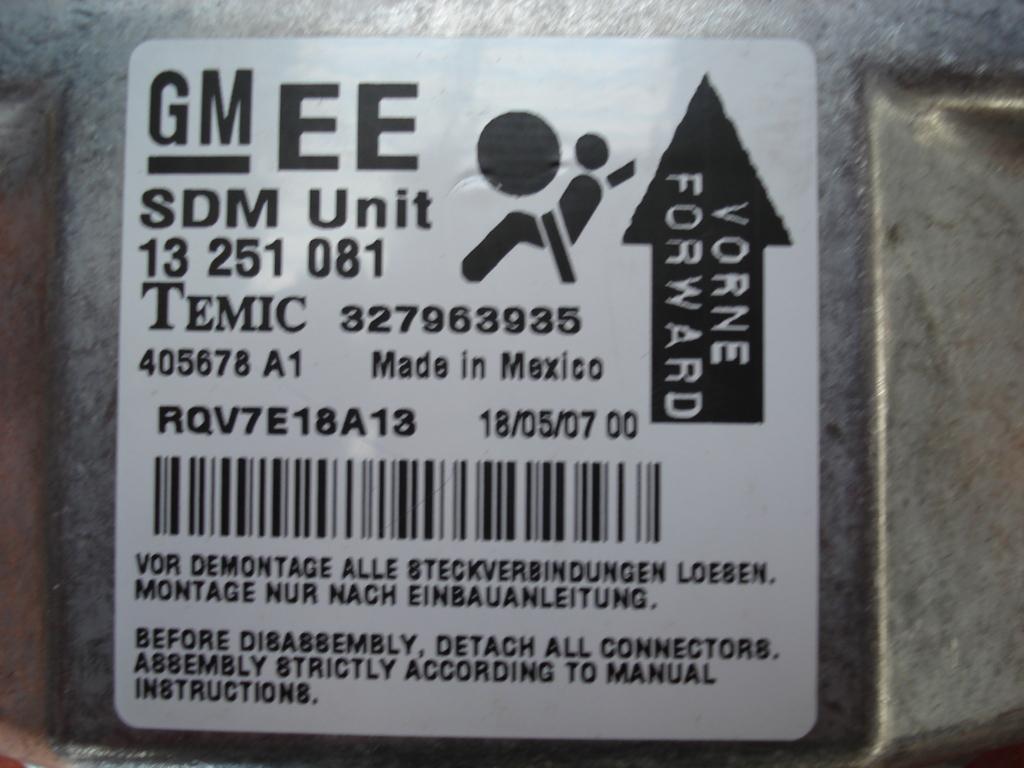 GM EE
SDM Unit
13 251 081
TEMIC 327963935
405678 A1 Made in Mexico
RQV7E18A13 18/05/07 00
VORNE
FORWARD
VOR DEMONTAGE ALLE STECKVERBINDUNGEN LOESEN.
MONTAGE NUR NACH EINBAUANLEITUNG.
BEFORE DISASSEMBLY, DETACH ALL CONNECTORS.
ASSEMBLY STRICTLY ACCORDING TO MANUAL
INSTRUCTIONS.